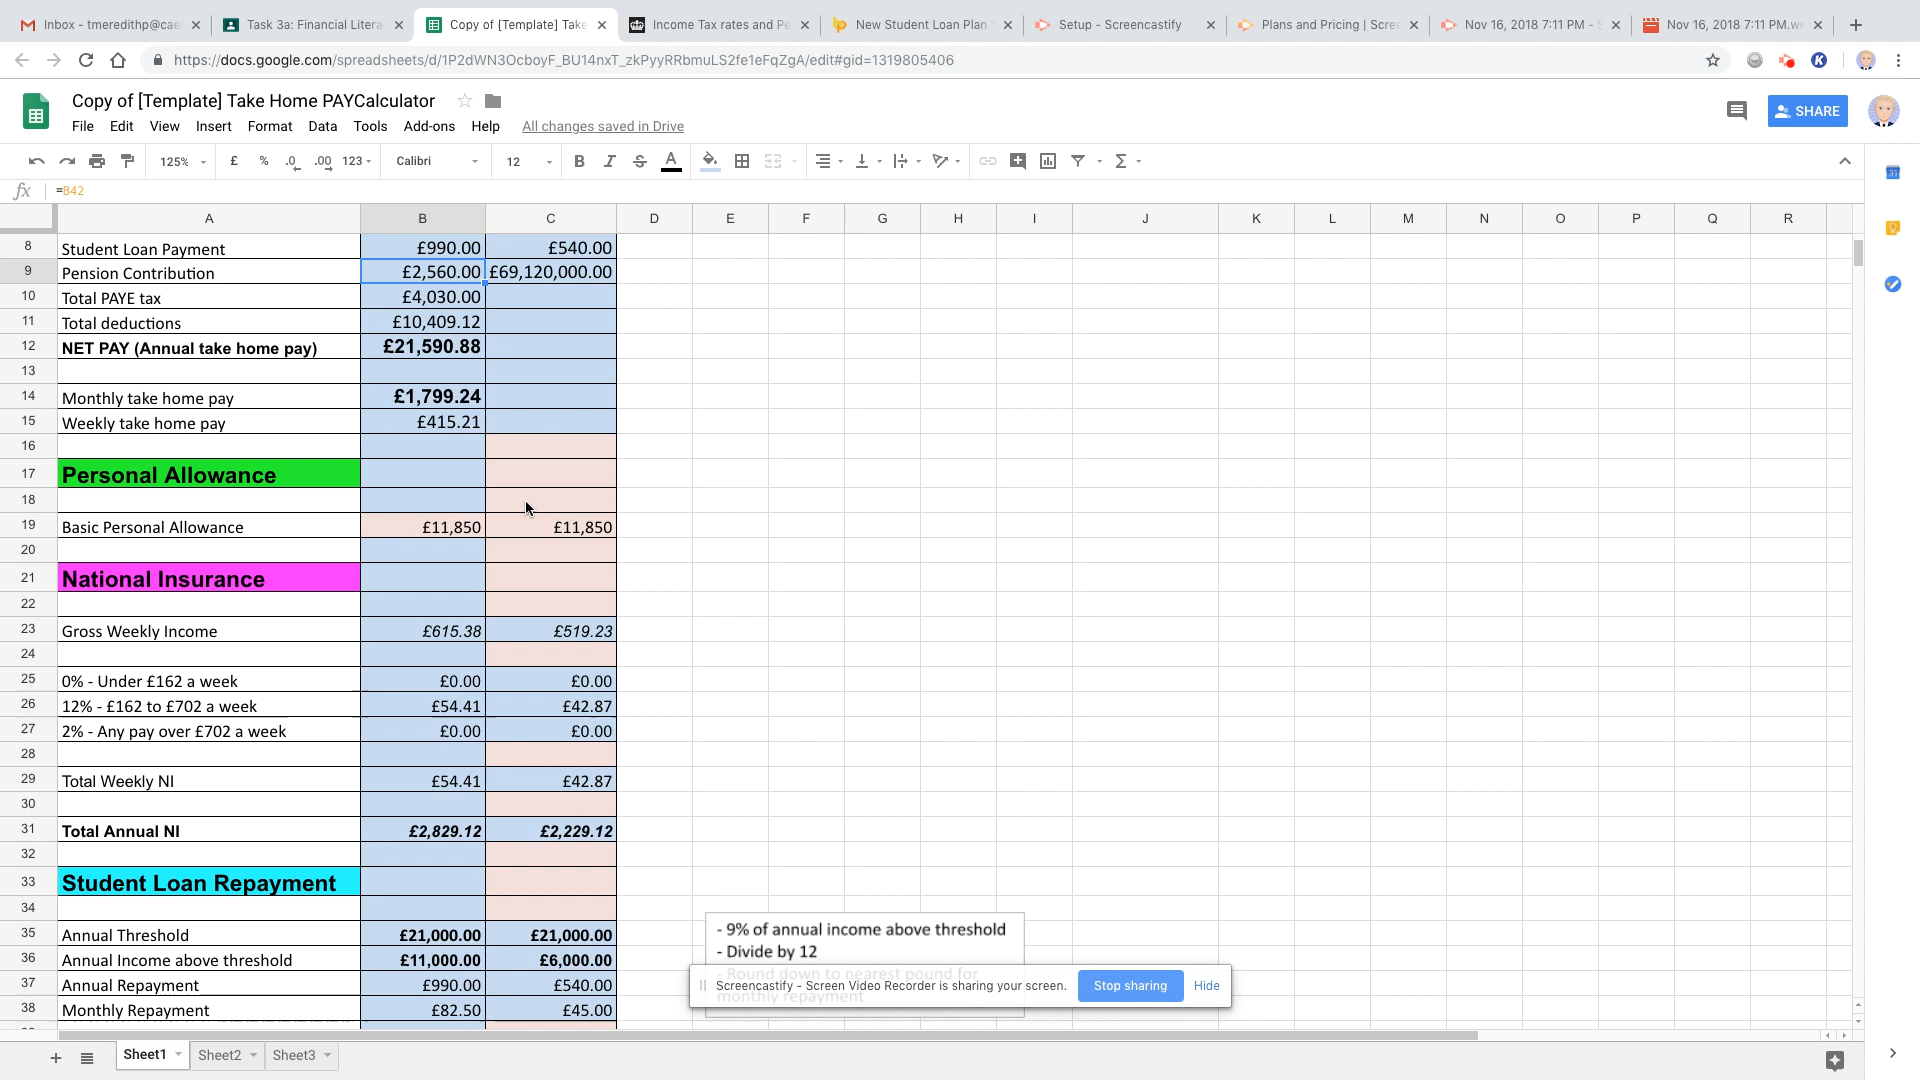 Inbox - tmeredithp@cae
Task 3a: Financial Litera
Copy of [Template] Take
Income Tax rates and Pe
New Student Loan Plan
Setup - Screencastify
Plans and Pricing | Scree
Nov 16, 2018 7:11 PM - S
Nov 16, 2018 7:11 PM.we
https://docs.google.com/spreadsheets/d/1P2dWN3OcboyF_BU14nxT_zkPyyRRbmuLS2fe1eFqZgA/edit#gid=1319805406
Copy of [Template] Take Home PAYCalculator
SHARE
File Edit View Insert Format Data Tools Add-ons Help All changes saved in Drive
125% £ % .0 .00 123 Calibri 12 B I S A Σ
fx =B42
A B C D E F G H I J K L M N O P Q R
8 Student Loan Payment £990.00 £540.00
9 Pension Contribution £2,560.00 £69,120,000.00
10 Total PAYE tax £4,030.00
11 Total deductions £10,409.12
12 NET PAY (Annual take home pay) £21,590.88
13
14 Monthly take home pay £1,799.24
15 Weekly take home pay £415.21
16
17 Personal Allowance
18
19 Basic Personal Allowance £11,850 £11,850
20
21 National Insurance
22
23 Gross Weekly Income £615.38 £519.23
24
25 0% - Under £162 a week £0.00 £0.00
26 12% - £162 to £702 a week £54.41 £42.87
27 2% - Any pay over £702 a week £0.00 £0.00
28
29 Total Weekly NI £54.41 £42.87
30
31 Total Annual NI £2,829.12 £2,229.12
32
33 Student Loan Repayment
34
35 Annual Threshold £21,000.00 £21,000.00
36 Annual Income above threshold £11,000.00 £6,000.00
37 Annual Repayment £990.00 £540.00
38 Monthly Repayment £82.50 £45.00
- 9% of annual income above threshold
- Divide by 12
- Round down to nearest pound for
monthly repayment
Screencastify - Screen Video Recorder is sharing your screen. Stop sharing Hide
Sheet1 Sheet2 Sheet3
31
K